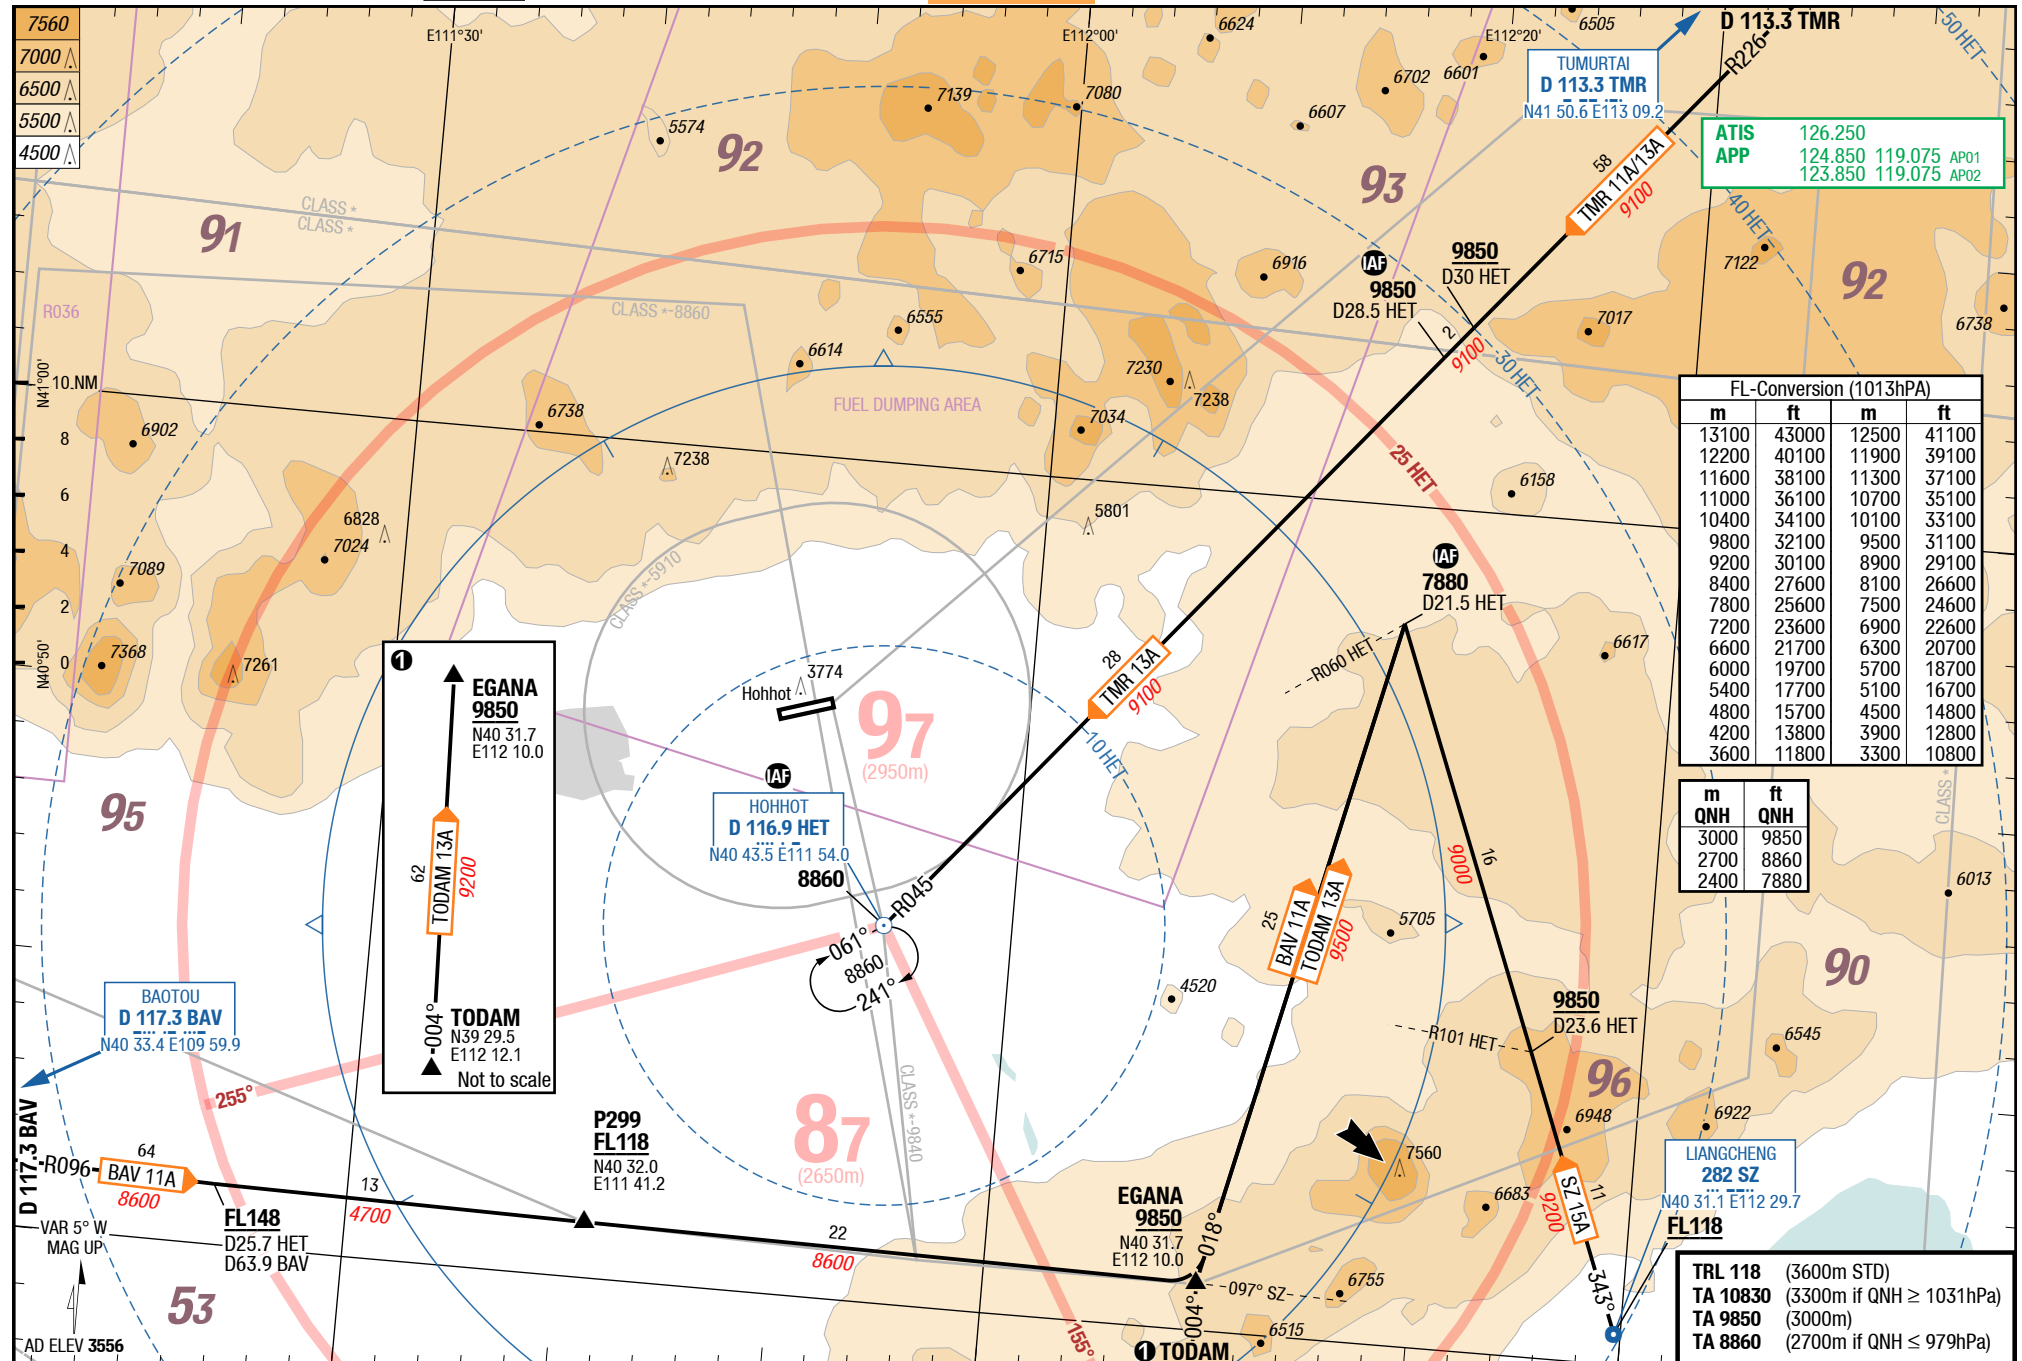 7560
7000
6500
5500
4500
E111°30'
E112°00'
E112°20'
6624
6505
D 113.3 TMR
R226
50 HET
6702
6601
TUMURTAI
D 113.3 TMR
N41 50.6 E113 09.2
7139
7080
6607
5574
92
93
ATIS 126.250
APP 124.850 119.075 AP01
123.850 119.075 AP02
58
TMR 11A/13A
9100
40 HET
CLASS *
CLASS *
91
6715
6916
IAF
9850
D28.5 HET
9850
D30 HET
7122
92
R036
CLASS *-8860
6555
7017
6738
2
9100
30 HET
6614
7230
7238
N41°00'
10 NM
8
6
4
2
0
N40°50'
FUEL DUMPING AREA
6738
7034
6902
7238
25 HET
6158
FL-Conversion (1013hPA)
m ft m ft
13100 43000 12500 41100
12200 40100 11900 39100
11600 38100 11300 37100
11000 36100 10700 35100
10400 34100 10100 33100
9800 32100 9500 31100
9200 30100 8900 29100
8400 27600 8100 26600
7800 25600 7500 24600
7200 23600 6900 22600
6600 21700 6300 20700
6000 19700 5700 18700
5400 17700 5100 16700
4800 15700 4500 14800
4200 13800 3900 12800
3600 11800 3300 10800
6828
7024
5801
CLASS *-5910
7089
IAF
7880
D21.5 HET
R060 HET
6617
7368
7261
1
EGANA
9850
N40 31.7
E112 10.0
62
TODAM 13A
9200
004°
TODAM
N39 29.5
E112 12.1
Not to scale
3774
Hohhot
97
(2950m)
28
TMR 13A
9100
10 HET
IAF
HOHHOT
D 116.9 HET
N40 43.5 E111 54.0
8860
R045
061°
8860
241°
m ft
QNH QNH
3000 9850
2700 8860
2400 7880
CLASS *
95
16
9000
6013
25
BAV 11A
TODAM 13A
9500
5705
90
4520
9850
D23.6 HET
R101 HET
6545
BAOTOU
D 117.3 BAV
N40 33.4 E109 59.9
255°
96
87
(2650m)
CLASS *-9840
6948
6922
P299
FL118
N40 32.0
E111 41.2
7560
LIANGCHENG
282 SZ
N40 31.1 E112 29.7
FL118
D 117.3 BAV
R096
64
BAV 11A
8600
13
4700
6683
11
SZ 15A
9200
343°
FL148
D25.7 HET
D63.9 BAV
22
8600
EGANA
9850
N40 31.7
E112 10.0
018°
VAR 5° W
MAG UP
097° SZ
6755
53
004°
6515
155°
1 TODAM
AD ELEV 3556
TRL 118 (3600m STD)
TA 10830 (3300m if QNH ≥ 1031hPa)
TA 9850 (3000m)
TA 8860 (2700m if QNH ≤ 979hPa)